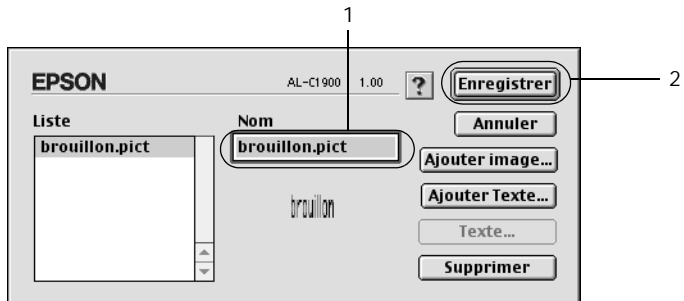 1
EPSON AL-C1900 1.00 ? Enregistrer 2
Liste Nom Annuler
brouillon.pict brouillon.pict Ajouter image...
brouillon Ajouter Texte...
Texte...
Supprimer